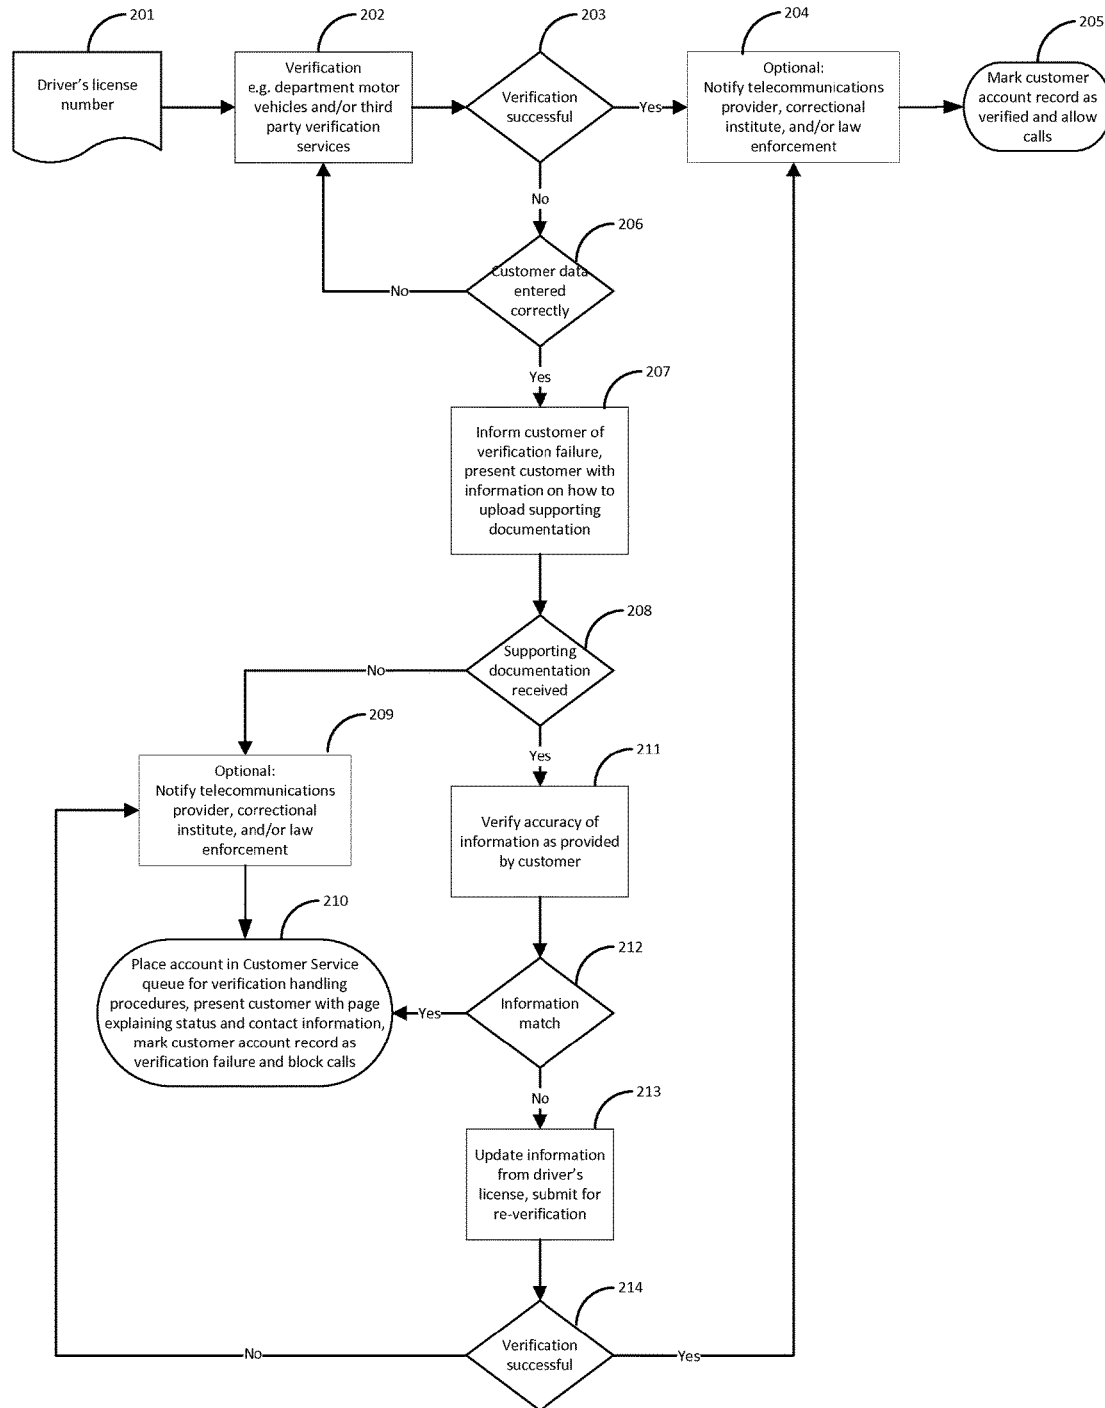 201
Driver's license
number
202
Verification
e.g. department motor
vehicles and/or third
party verification
services
203
Verification
successful
Yes
204
Optional:
Notify telecommunications
provider, correctional
institute, and/or law
enforcement
205
Mark customer
account record as
verified and allow
calls
No
206
Customer data
entered
correctly
No
Yes
207
Inform customer of
verification failure,
present customer with
information on how to
upload supporting
documentation
208
Supporting
documentation
received
No
209
Optional:
Notify telecommunications
provider, correctional
institute, and/or law
enforcement
Yes
211
Verify accuracy of
information as provided
by customer
210
Place account in Customer Service
queue for verification handling
procedures, present customer with page
explaining status and contact information,
mark customer account record as
verification failure and block calls
212
Information
match
Yes
No
213
Update information
from driver's
license, submit for
re-verification
214
Verification
successful
No
Yes